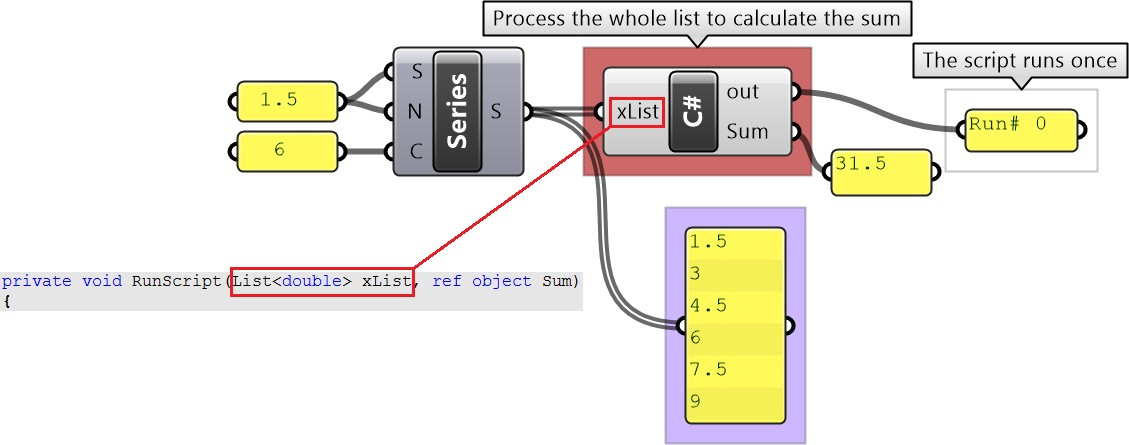 Process the whole list to calculate the sum
The script runs once
1.5
6
S
N
C
Series
S
xList
C#
out
Sum
Run# 0
31.5
1.5
3
4.5
6
7.5
9
private void RunScript(List<double> xList, ref object Sum)
{